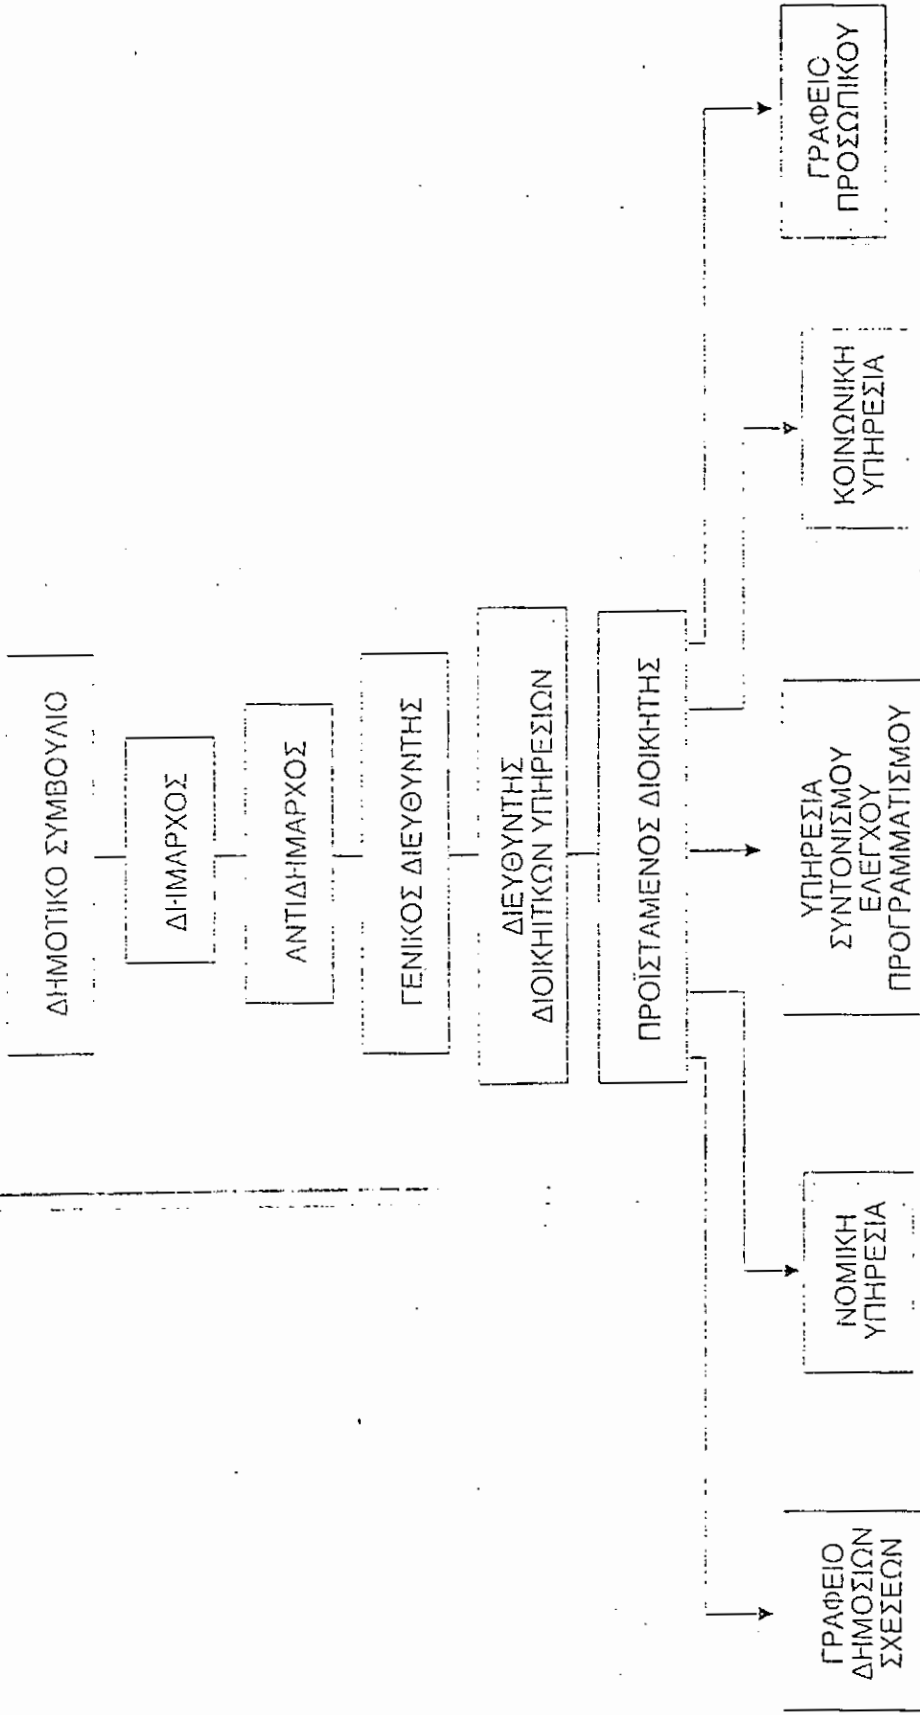 ΔΗΜΟΤΙΚΟ ΣΥΜΒΟΥΛΙΟ
ΔΗΜΑΡΧΟΣ
ΑΝΤΙΔΗΜΑΡΧΟΣ
ΓΕΝΙΚΟΣ ΔΙΕΥΘΥΝΤΗΣ
ΔΙΕΥΘΥΝΤΗΣ
ΔΙΟΙΚΗΙΤΙΚΩΝ ΥΠΗΡΕΣΙΩΝ
ΠΡΟΪΣΤΑΜΕΝΟΣ ΔΙΟΙΚΗΤΗΣ
ΓΡΑΦΕΙΟ
ΔΗΜΟΣΙΩΝ
ΣΧΕΣΕΩΝ
ΝΟΜΙΚΗ
ΥΠΗΡΕΣΙΑ
ΥΠΗΡΕΣΙΑ
ΣΥΝΤΟΝΙΣΜΟΥ
ΕΛΕΓΧΟΥ
ΠΡΟΓΡΑΜΜΑΤΙΣΜΟΥ
ΚΟΙΝΩΝΙΚΗ
ΥΠΗΡΕΣΙΑ
ΓΡΑΦΕΙΟ
ΠΡΟΣΩΠΙΚΟΥ